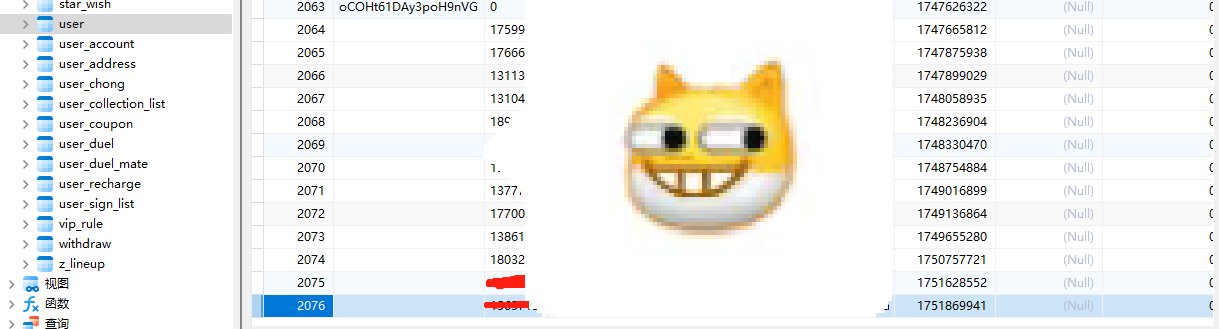 star_wish
user
user_account
user_address
user_chong
user_collection_list
user_coupon
user_duel
user_duel_mate
user_recharge
user_sign_list
vip_rule
withdraw
z_lineup
视图
函数
查询
2063 oCOHt61DAy3poH9nVG 0 1747626322 (Null) 0
2064 17599 1747665812 (Null) 0
2065 17666 1747875938 (Null) 0
2066 13113 1747899029 (Null) 0
2067 13104 1748058935 (Null) 0
2068 1748236904 (Null) 0
2069 1748330470 (Null) 0
2070 1. 1748754884 (Null) 0
2071 1377 1749016899 (Null) 0
2072 17700 1749136864 (Null) 0
2073 13861 1749655280 (Null) 0
2074 18032 1750757721 (Null) 0
2075 1751628552 (Null) 0
2076 1751869941 (Null) 0